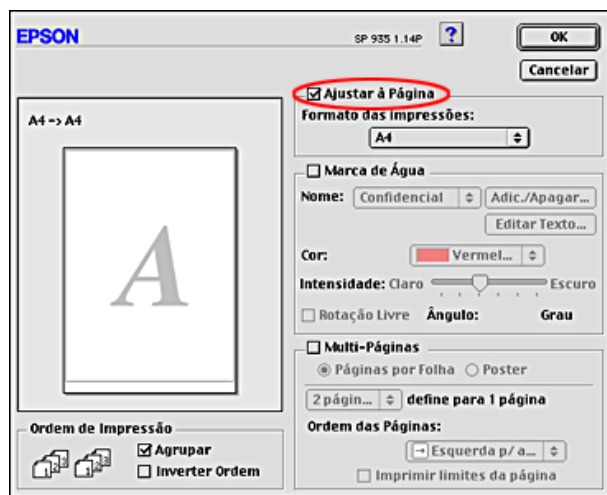 EPSON
SP 935 1.14P
?
OK
Cancelar
A4 -> A4
A
Ajustar à Página
Formato das Impressões:
A4
Marca de Água
Nome: Confidencial Adic./Apagar...
Editar Texto...
Cor: Vermel...
Intensidade: Claro Escuro
Rotação Livre Ângulo: Grau
Multi-Páginas
Páginas por Folha Poster
2 págin... define para 1 página
Ordem das Páginas:
Esquerda p/ a...
Imprimir limites da página
Ordem de Impressão
Agrupar
Inverter Ordem